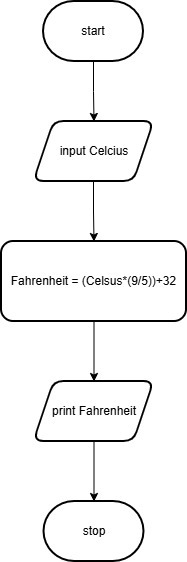 start
input Celcius
Fahrenheit = (Celsus*(9/5))+32
print Fahrenheit
stop